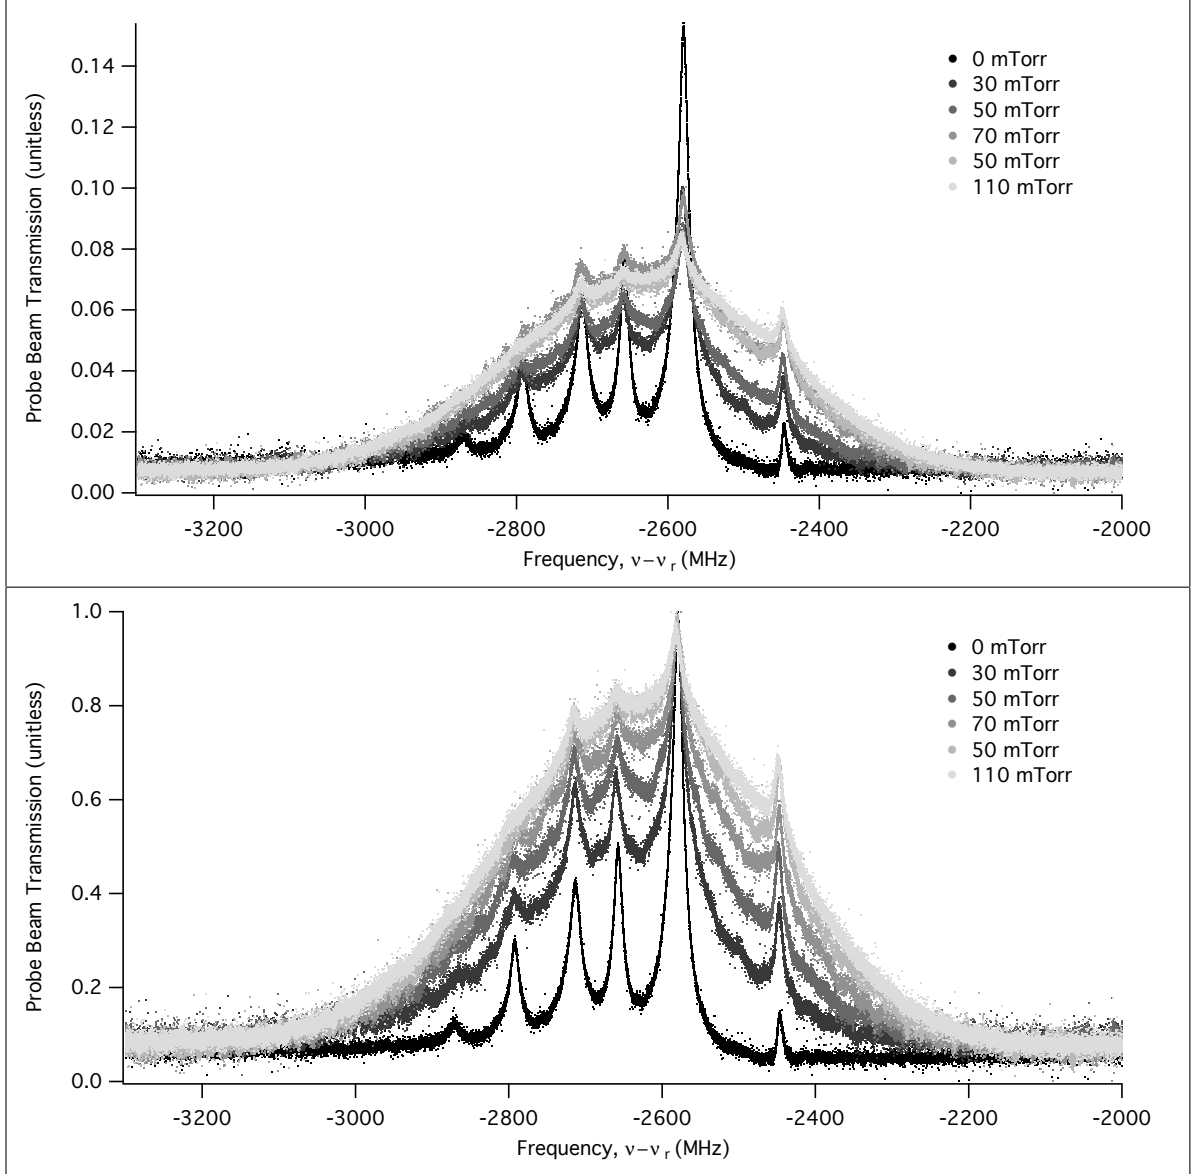 Probe Beam Transmission (unitless)
0.14
0.12
0.10
0.08
0.06
0.04
0.02
0.00
0 mTorr
30 mTorr
50 mTorr
70 mTorr
50 mTorr
110 mTorr
-3200 -3000 -2800 -2600 -2400 -2200 -2000
Frequency, ν−ν r (MHz)
Probe Beam Transmission (unitless)
1.0
0.8
0.6
0.4
0.2
0.0
0 mTorr
30 mTorr
50 mTorr
70 mTorr
50 mTorr
110 mTorr
-3200 -3000 -2800 -2600 -2400 -2200 -2000
Frequency, ν−ν r (MHz)